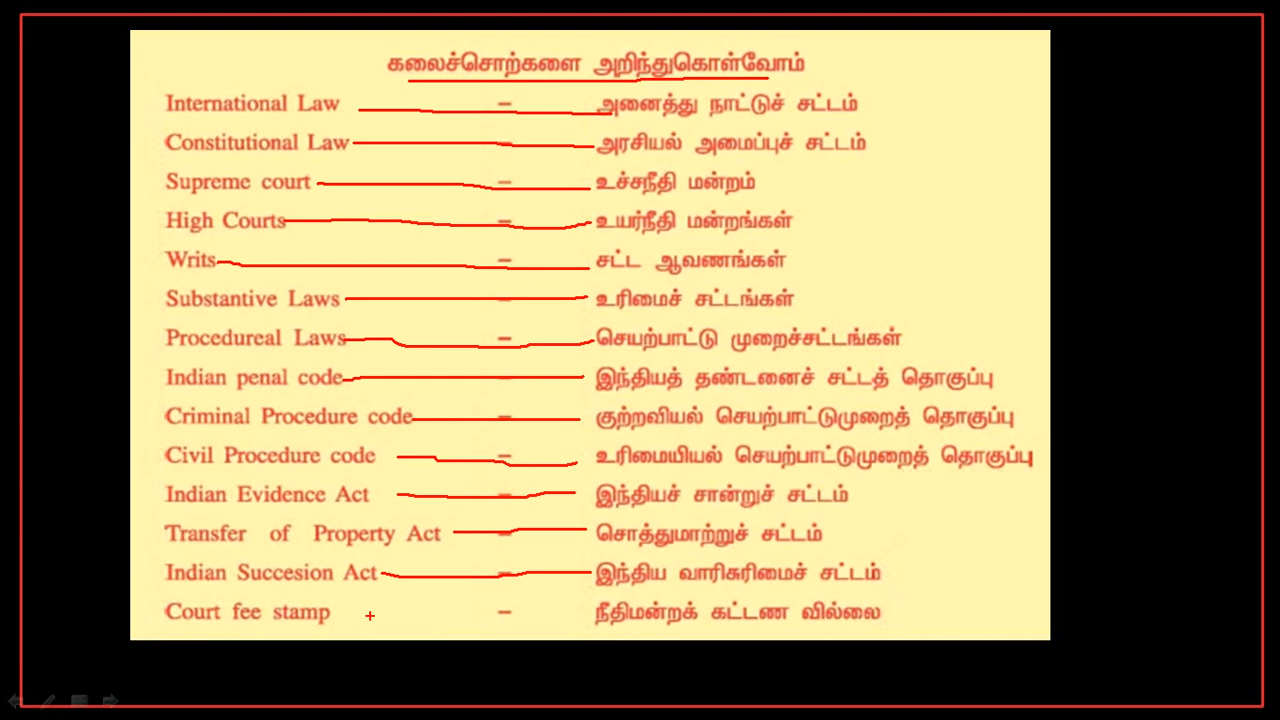 கலைச்சொற்களை அறிந்துகொள்வோம்
International Law – அனைத்து நாட்டுச் சட்டம்
Constitutional Law – அரசியல் அமைப்புச் சட்டம்
Supreme court – உச்சநீதி மன்றம்
High Courts – உயர்நீதி மன்றங்கள்
Writs – சட்ட ஆவணங்கள்
Substantive Laws – உரிமைச் சட்டங்கள்
Procedureal Laws – செயற்பாட்டு முறைச்சட்டங்கள்
Indian penal code – இந்தியத் தண்டனைச் சட்டத் தொகுப்பு
Criminal Procedure code – குற்றவியல் செயற்பாட்டுமுறைத் தொகுப்பு
Civil Procedure code – உரிமையியல் செயற்பாட்டுமுறைத் தொகுப்பு
Indian Evidence Act – இந்தியச் சான்றுச் சட்டம்
Transfer of Property Act – சொத்துமாற்றுச் சட்டம்
Indian Succesion Act – இந்திய வாரிசுரிமைச் சட்டம்
Court fee stamp – நீதிமன்றக் கட்டண வில்லை